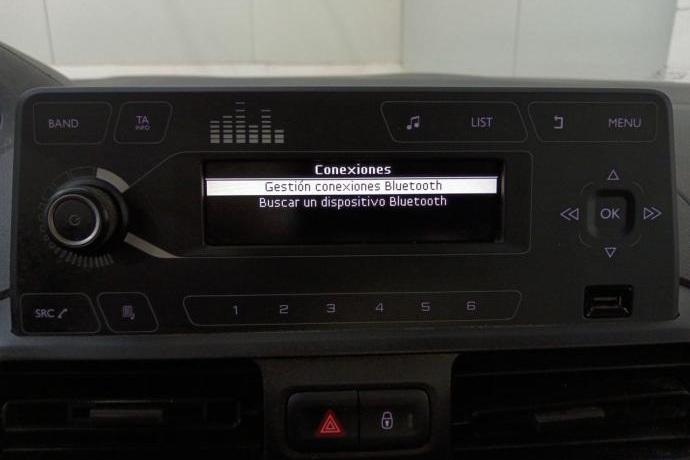 BAND
TA
INFO
LIST
MENU
Conexiones
Gestión conexiones Bluetooth
Buscar un dispositivo Bluetooth
OK
SRC
1 2 3 4 5 6